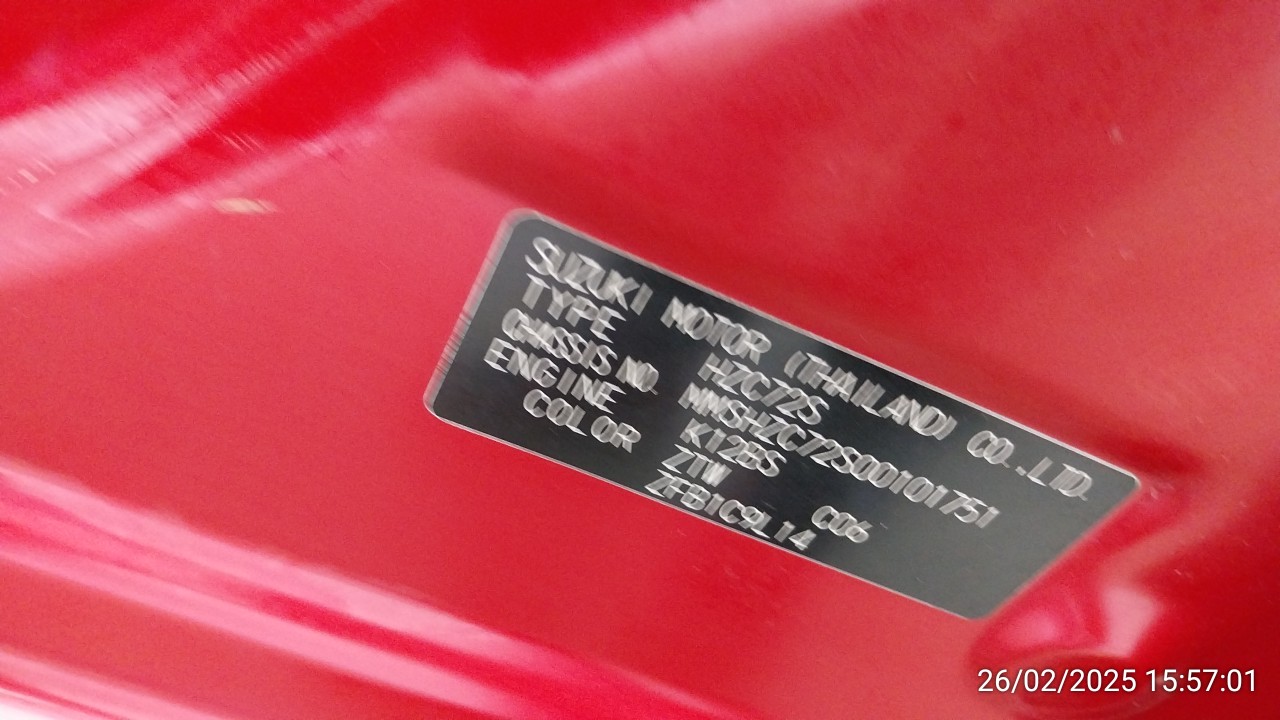 SUZUKI MOTOR (THAILAND) CO.,LTD.
TYPE HZC72S
CHASSIS NO. MMSHZC72S00101751
ENGINE K12BS
COLOR ZTW C06
ZFB1C9L14
26/02/2025 15:57:01